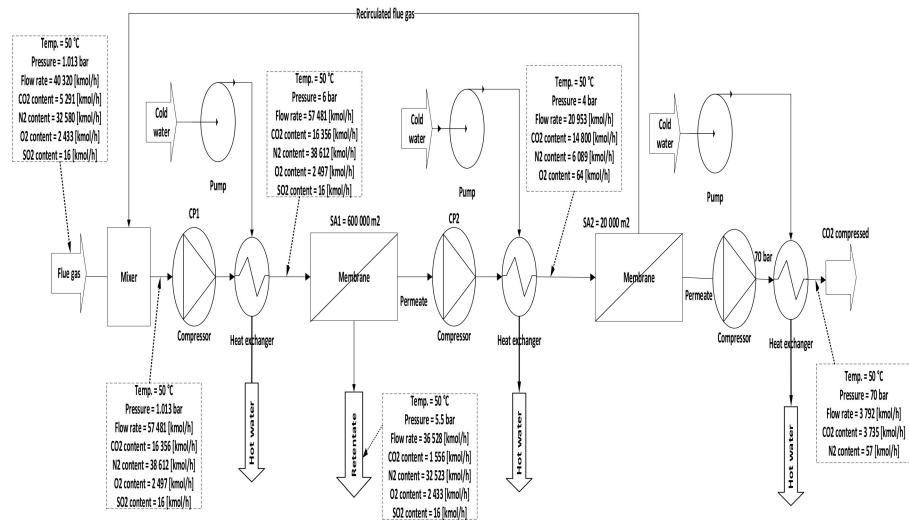 Recirculated flue gas
Temp. = 50 °C
Pressure = 1.013 bar
Flow rate = 40 320 [kmol/h]
CO2 content = 5 291 [kmol/h]
N2 content = 32 580 [kmol/h]
O2 content = 2 433 [kmol/h]
SO2 content = 16 [kmol/h]
Cold
water
Pump
Temp. = 50 °C
Pressure = 6 bar
Flow rate = 57 481 [kmol/h]
CO2 content = 16 356 [kmol/h]
N2 content = 38 612 [kmol/h]
O2 content = 2 497 [kmol/h]
SO2 content = 16 [kmol/h]
Cold
water
Pump
Temp. = 50 °C
Pressure = 4 bar
Flow rate = 20 953 [kmol/h]
CO2 content = 14 800 [kmol/h]
N2 content = 6 089 [kmol/h]
O2 content = 64 [kmol/h]
Cold
water
Pump
Flue gas
Mixer
CP1
Compressor
Heat exchanger
SA1 = 600 000 m2
Membrane
Permeate
CP2
Compressor
Heat exchanger
SA2 = 20 000 m2
Membrane
Permeate
Compressor
70 bar
Heat exchanger
CO2 compressed
Hot water
Retentate
Hot water
Hot water
Temp. = 50 °C
Pressure = 1.013 bar
Flow rate = 57 481 [kmol/h]
CO2 content = 16 356 [kmol/h]
N2 content = 38 612 [kmol/h]
O2 content = 2 497 [kmol/h]
SO2 content = 16 [kmol/h]
Temp. = 50 °C
Pressure = 5.5 bar
Flow rate = 36 528 [kmol/h]
CO2 content = 1 556 [kmol/h]
N2 content = 32 523 [kmol/h]
O2 content = 2 433 [kmol/h]
SO2 content = 16 [kmol/h]
Temp. = 50 °C
Pressure = 70 bar
Flow rate = 3 792 [kmol/h]
CO2 content = 3 735 [kmol/h]
N2 content = 57 [kmol/h]